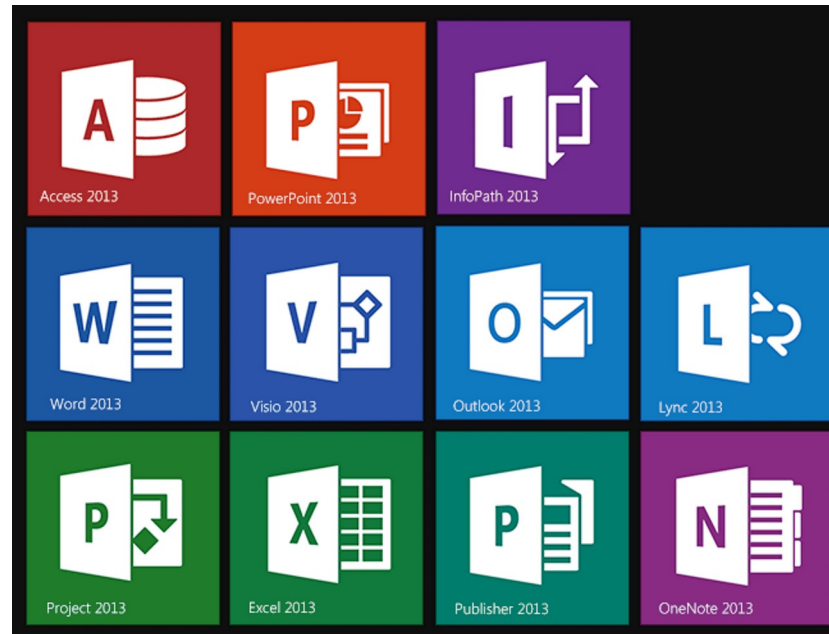 A
Access 2013
P
PowerPoint 2013
I
InfoPath 2013
W
Word 2013
V
Visio 2013
O
Outlook 2013
L
Lync 2013
P
Project 2013
X
Excel 2013
P
Publisher 2013
N
OneNote 2013